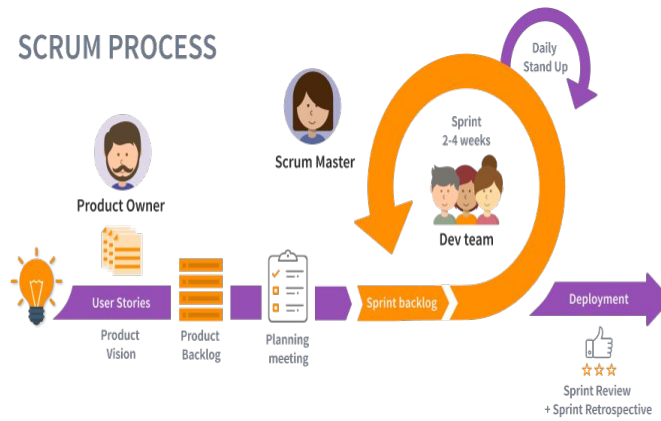 SCRUM PROCESS
Daily
Stand Up
Sprint
2-4 weeks
Scrum Master
Product Owner
Dev team
User Stories
Sprint backlog
Deployment
Product
Vision
Product
Backlog
Planning
meeting
Sprint Review
+ Sprint Retrospective